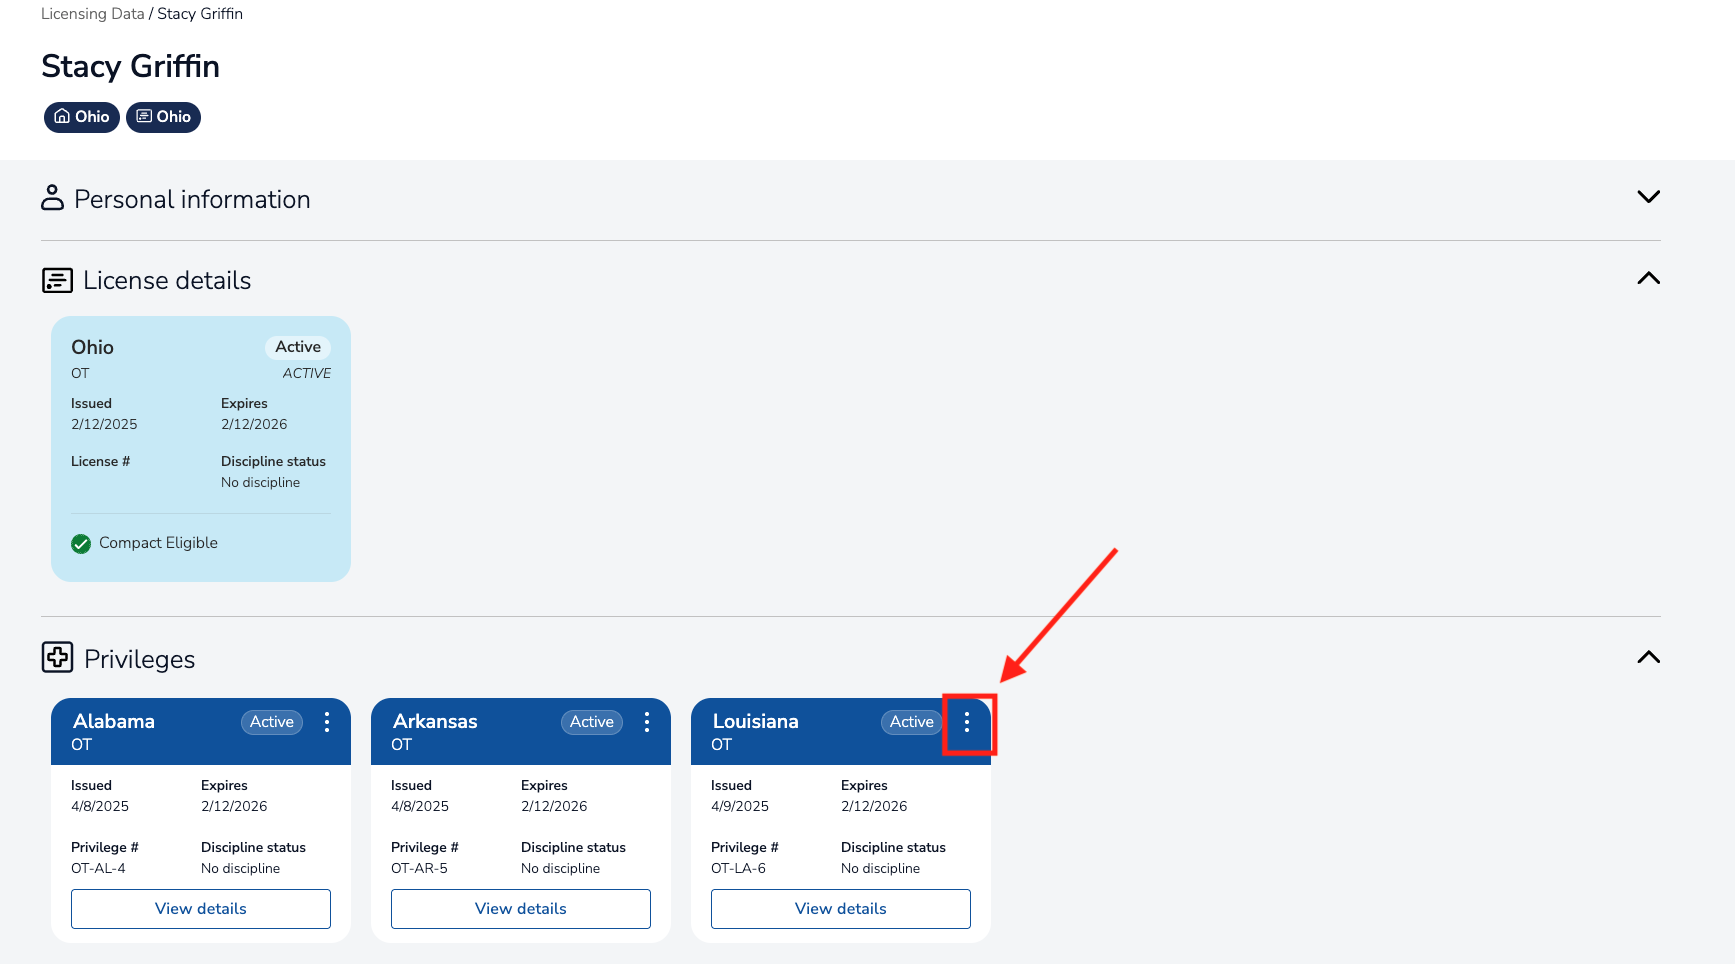 Licensing Data / Stacy Griffin
Stacy Griffin
Ohio Ohio
Personal information
License details
Ohio Active
OT ACTIVE
Issued Expires
2/12/2025 2/12/2026
License # Discipline status
No discipline
Compact Eligible
Privileges
Alabama Active
OT
Issued Expires
4/8/2025 2/12/2026
Privilege # Discipline status
OT-AL-4 No discipline
View details
Arkansas Active
OT
Issued Expires
4/8/2025 2/12/2026
Privilege # Discipline status
OT-AR-5 No discipline
View details
Louisiana Active
OT
Issued Expires
4/9/2025 2/12/2026
Privilege # Discipline status
OT-LA-6 No discipline
View details